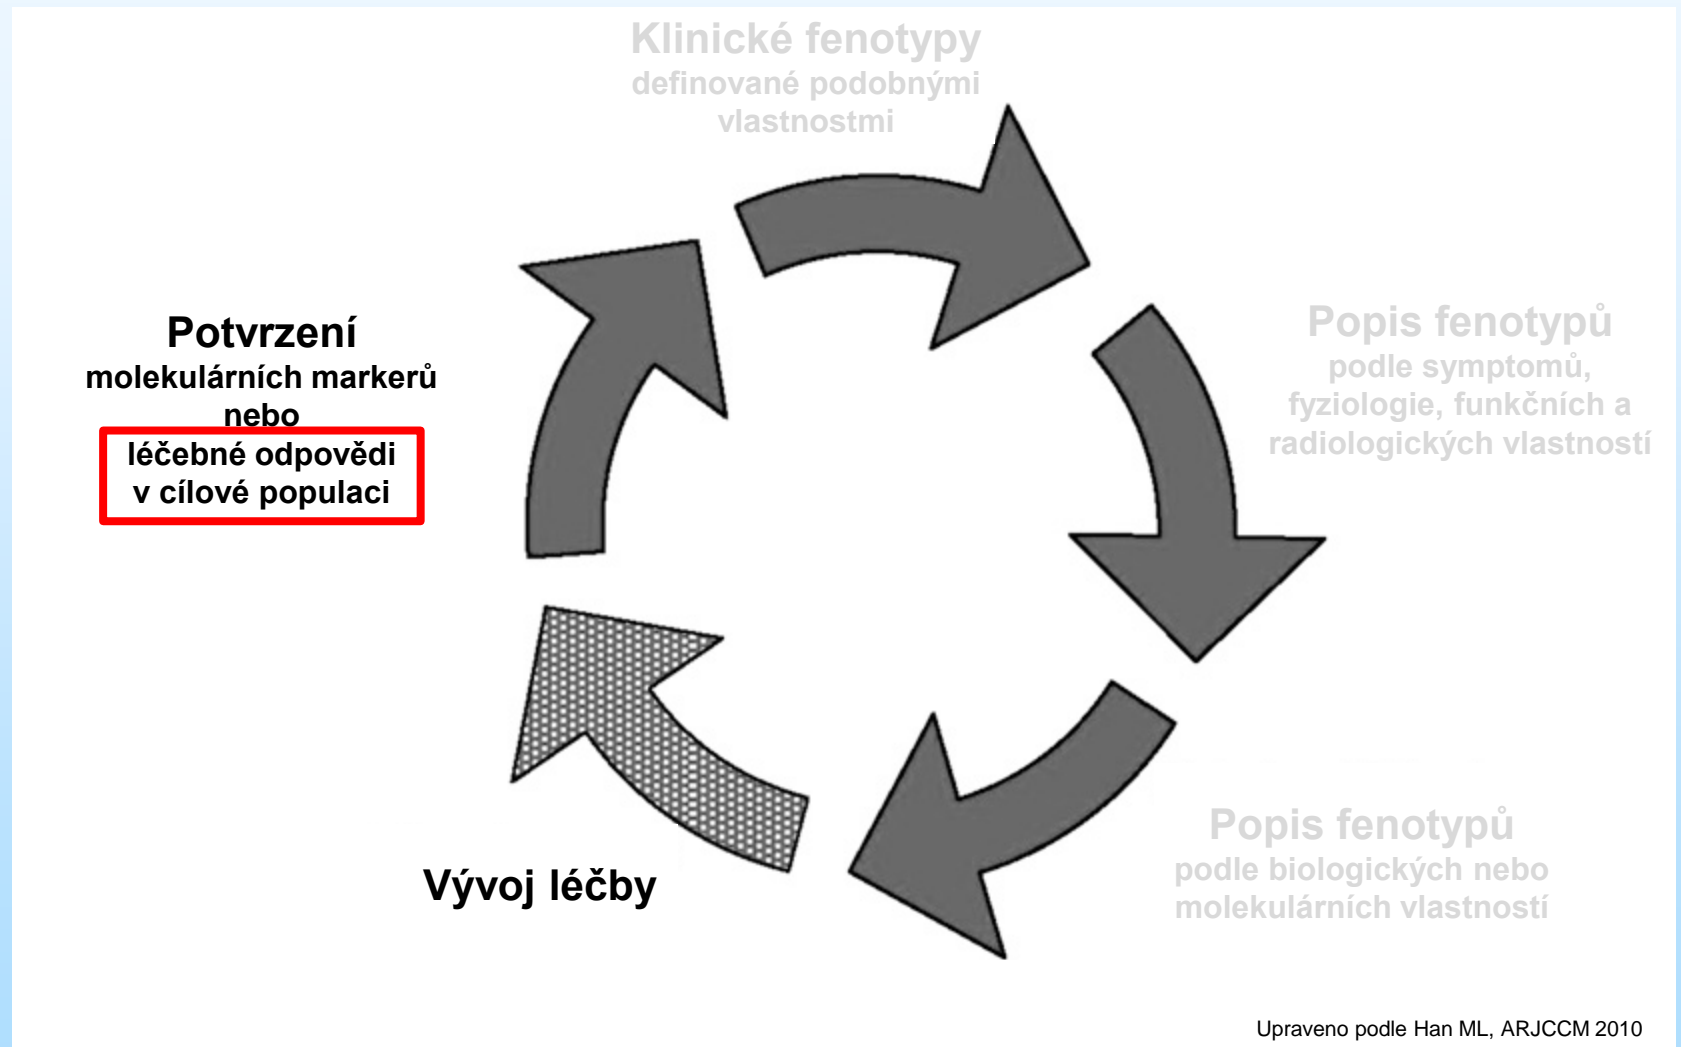 Klinické fenotypy
definované podobnými
vlastnostmi
Potvrzení
molekulárních markerů
nebo
léčebné odpovědi
v cílové populaci
Popis fenotypů
podle symptomů,
fyziologie, funkčních a
radiologických vlastností
Popis fenotypů
podle biologických nebo
molekulárních vlastností
Vývoj léčby
Upraveno podle Han ML, ARJCCM 2010